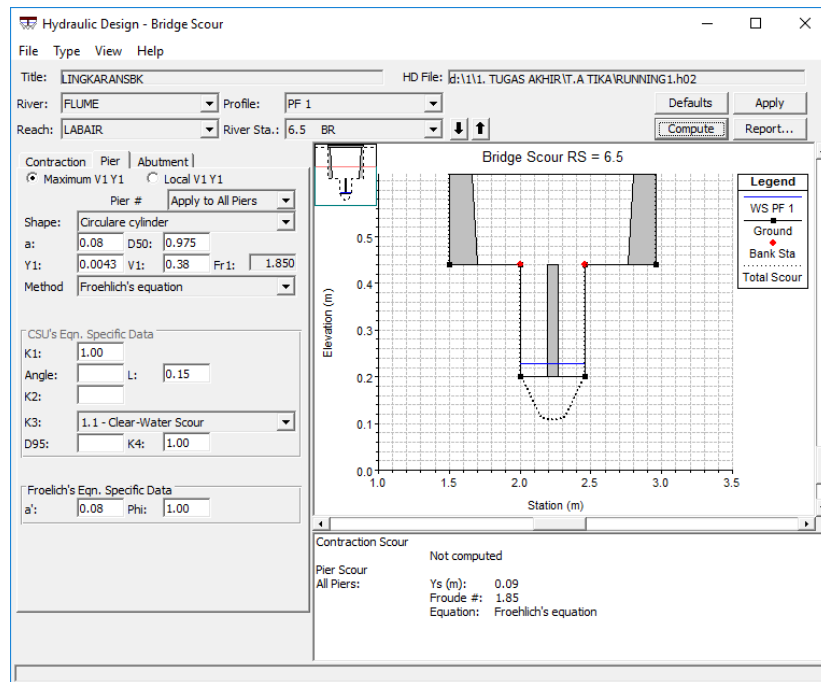 Hydraulic Design - Bridge Scour
File Type View Help
Title: LINGKARANSBK HD File: d:\1\1. TUGAS AKHIR\T.A TIKA\RUNNING1.h02
River: FLUME Profile: PF 1 Defaults Apply
Reach: LABAIR River Sta.: 6.5 BR Compute Report...
Contraction Pier Abutment
Maximum V1 Y1 Local V1 Y1
Pier # Apply to All Piers
Shape: Circulare cylinder
a: 0.08 D50: 0.975
Y1: 0.0043 V1: 0.38 Fr1: 1.850
Method Froehlich's equation
CSU's Eqn. Specific Data
K1: 1.00
Angle: L: 0.15
K2:
K3: 1.1 - Clear-Water Scour
D95: K4: 1.00
Froelich's Eqn. Specific Data
a': 0.08 Phi: 1.00
Bridge Scour RS = 6.5
Elevation (m)
0.5
0.4
0.3
0.2
0.1
0.0
1.0 1.5 2.0 2.5 3.0 3.5
Station (m)
Legend
WS PF 1
Ground
Bank Sta
Total Scour
Contraction Scour
Not computed
Pier Scour
All Piers: Ys (m): 0.09
Froude #: 1.85
Equation: Froehlich's equation